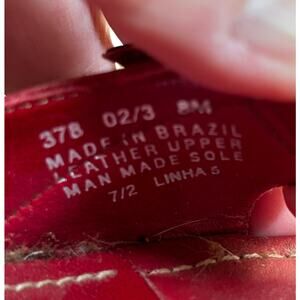 378 02/3 8M
MADE IN BRAZIL
LEATHER UPPER
MAN MADE SOLE
7/2 LINHA 5